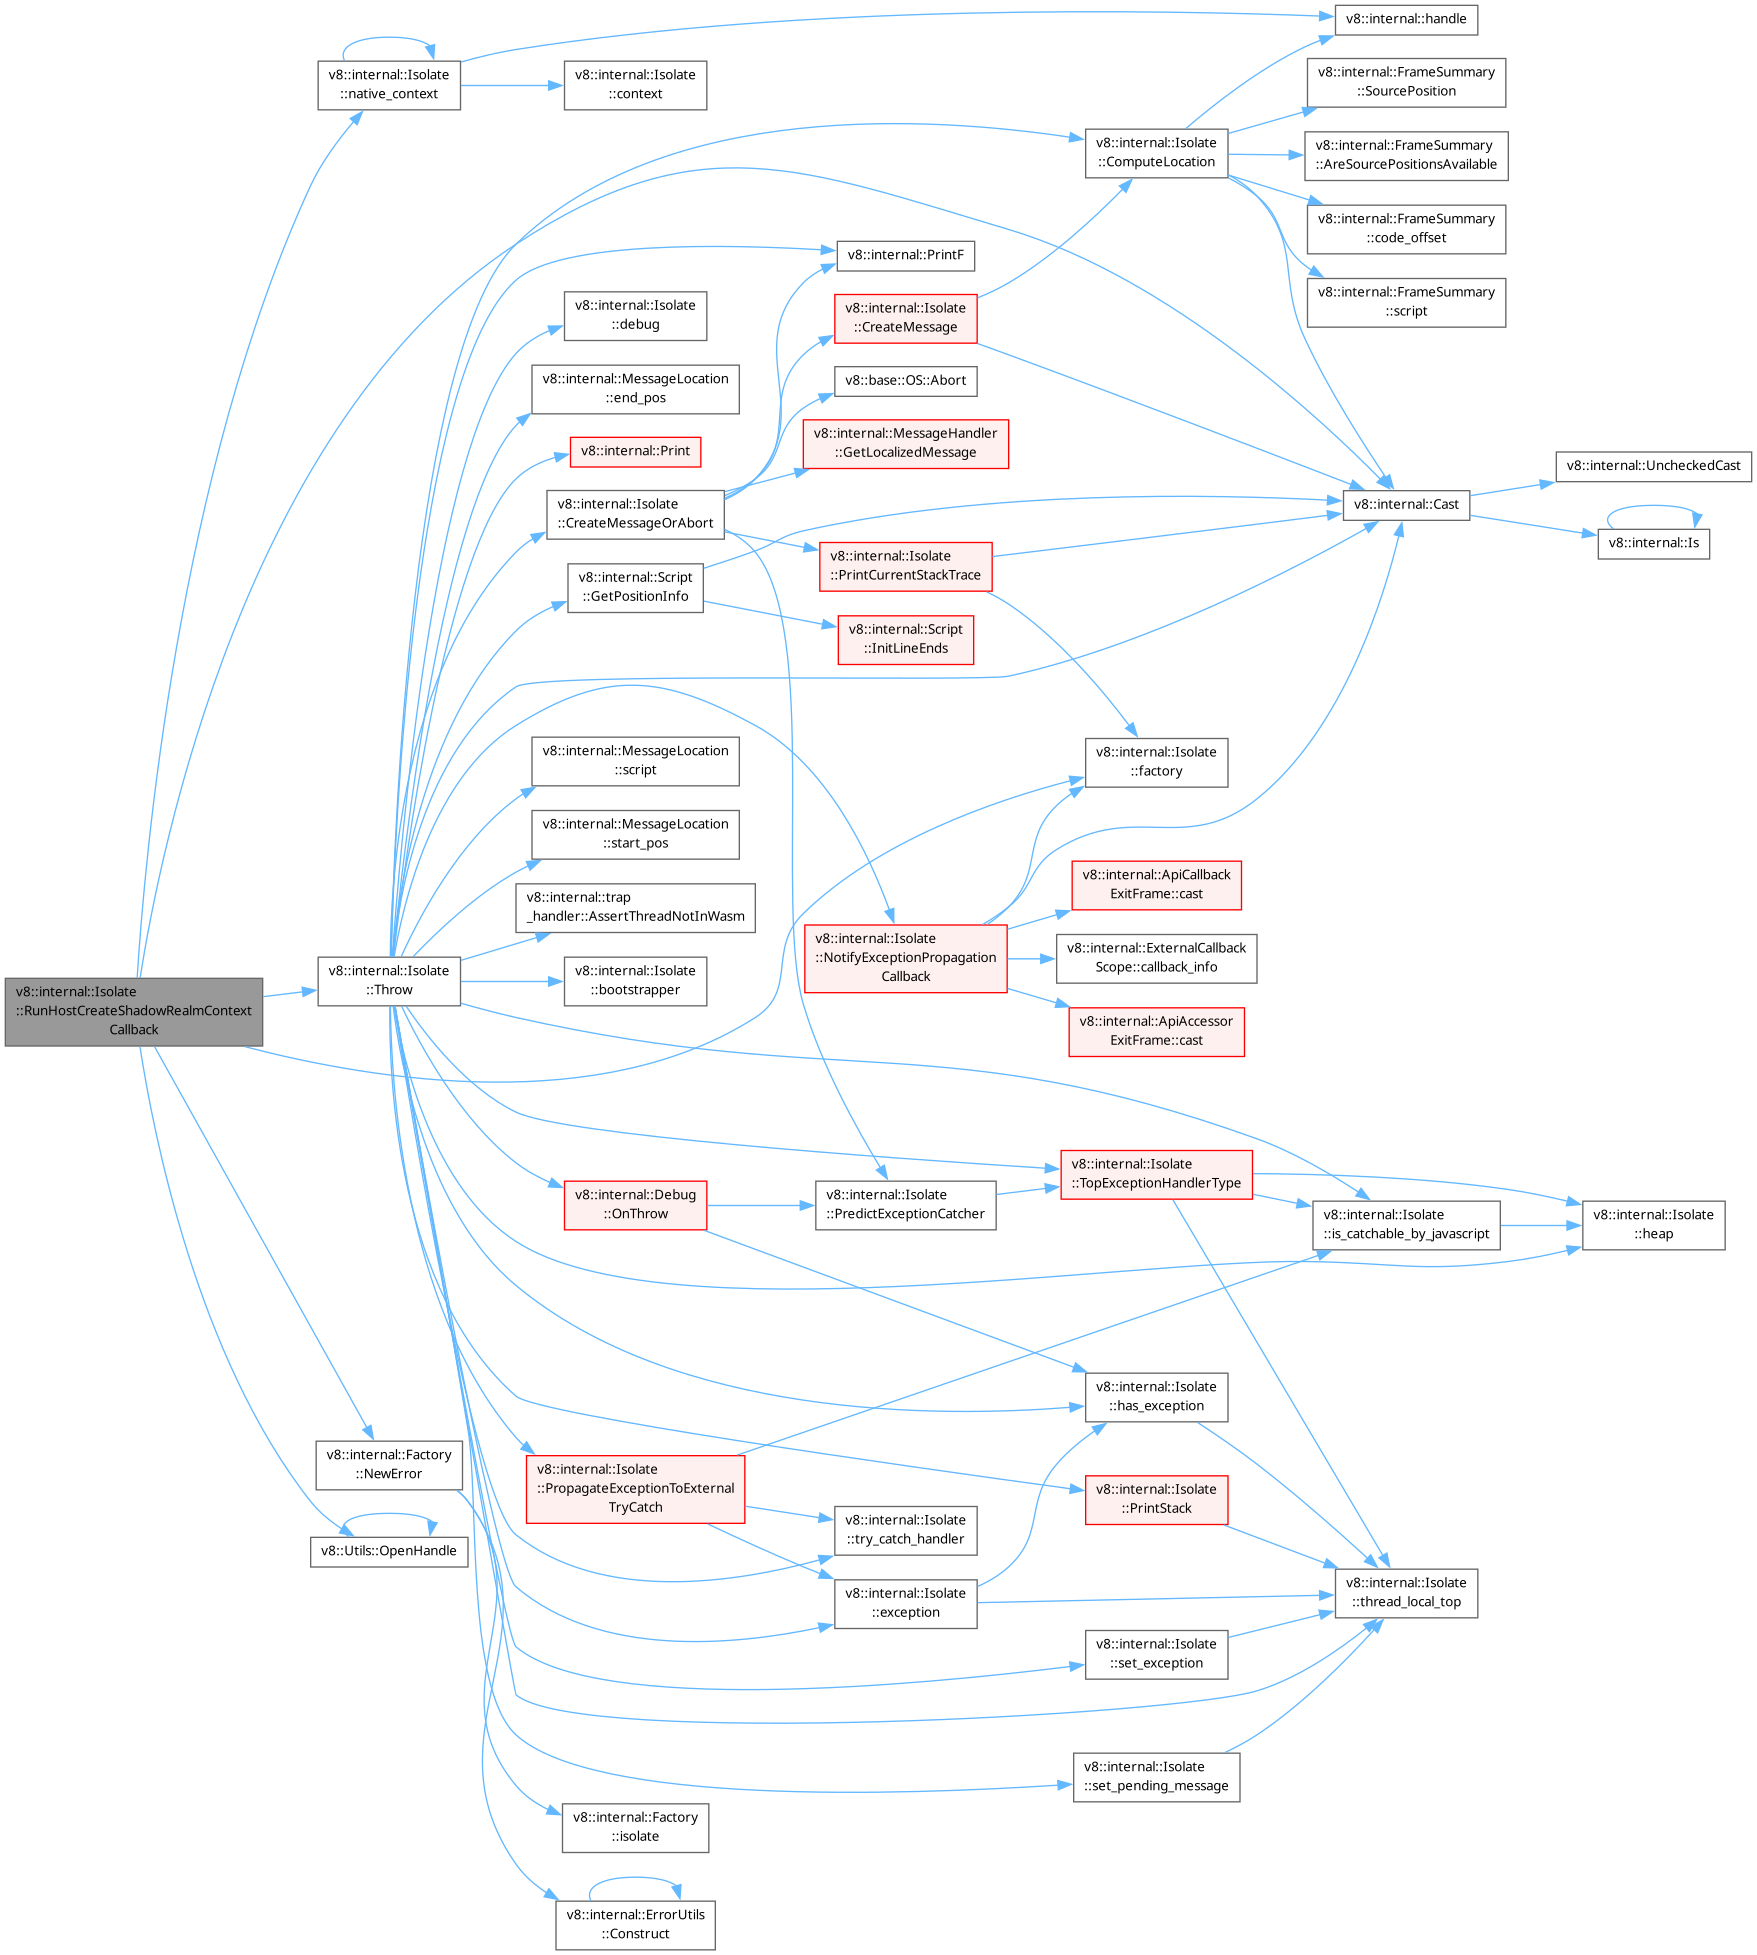 v8::internal::handle
v8::internal::Isolate
::native_context
v8::internal::Isolate
::context
v8::internal::FrameSummary
::SourcePosition
v8::internal::Isolate
::ComputeLocation
v8::internal::FrameSummary
::AreSourcePositionsAvailable
v8::internal::FrameSummary
::code_offset
v8::internal::PrintF
v8::internal::FrameSummary
::script
v8::internal::Isolate
::debug
v8::internal::Isolate
::CreateMessage
v8::internal::MessageLocation
::end_pos
v8::base::OS::Abort
v8::internal::Print
v8::internal::MessageHandler
::GetLocalizedMessage
v8::internal::UncheckedCast
v8::internal::Isolate
::CreateMessageOrAbort
v8::internal::Cast
v8::internal::Is
v8::internal::Isolate
::PrintCurrentStackTrace
v8::internal::Script
::GetPositionInfo
v8::internal::Script
::InitLineEnds
v8::internal::MessageLocation
::script
v8::internal::Isolate
::factory
v8::internal::MessageLocation
::start_pos
v8::internal::ApiCallback
ExitFrame::cast
v8::internal::trap
_handler::AssertThreadNotInWasm
v8::internal::Isolate
::NotifyExceptionPropagation
Callback
v8::internal::ExternalCallback
Scope::callback_info
v8::internal::Isolate
::RunHostCreateShadowRealmContext
Callback
v8::internal::Isolate
::Throw
v8::internal::Isolate
::bootstrapper
v8::internal::ApiAccessor
ExitFrame::cast
v8::internal::Isolate
::TopExceptionHandlerType
v8::internal::Debug
::OnThrow
v8::internal::Isolate
::PredictExceptionCatcher
v8::internal::Isolate
::is_catchable_by_javascript
v8::internal::Isolate
::heap
v8::internal::Isolate
::has_exception
v8::internal::Factory
::NewError
v8::internal::Isolate
::PropagateExceptionToExternal
TryCatch
v8::internal::Isolate
::PrintStack
v8::Utils::OpenHandle
v8::internal::Isolate
::try_catch_handler
v8::internal::Isolate
::exception
v8::internal::Isolate
::thread_local_top
v8::internal::Isolate
::set_exception
v8::internal::Isolate
::set_pending_message
v8::internal::Factory
::isolate
v8::internal::ErrorUtils
::Construct